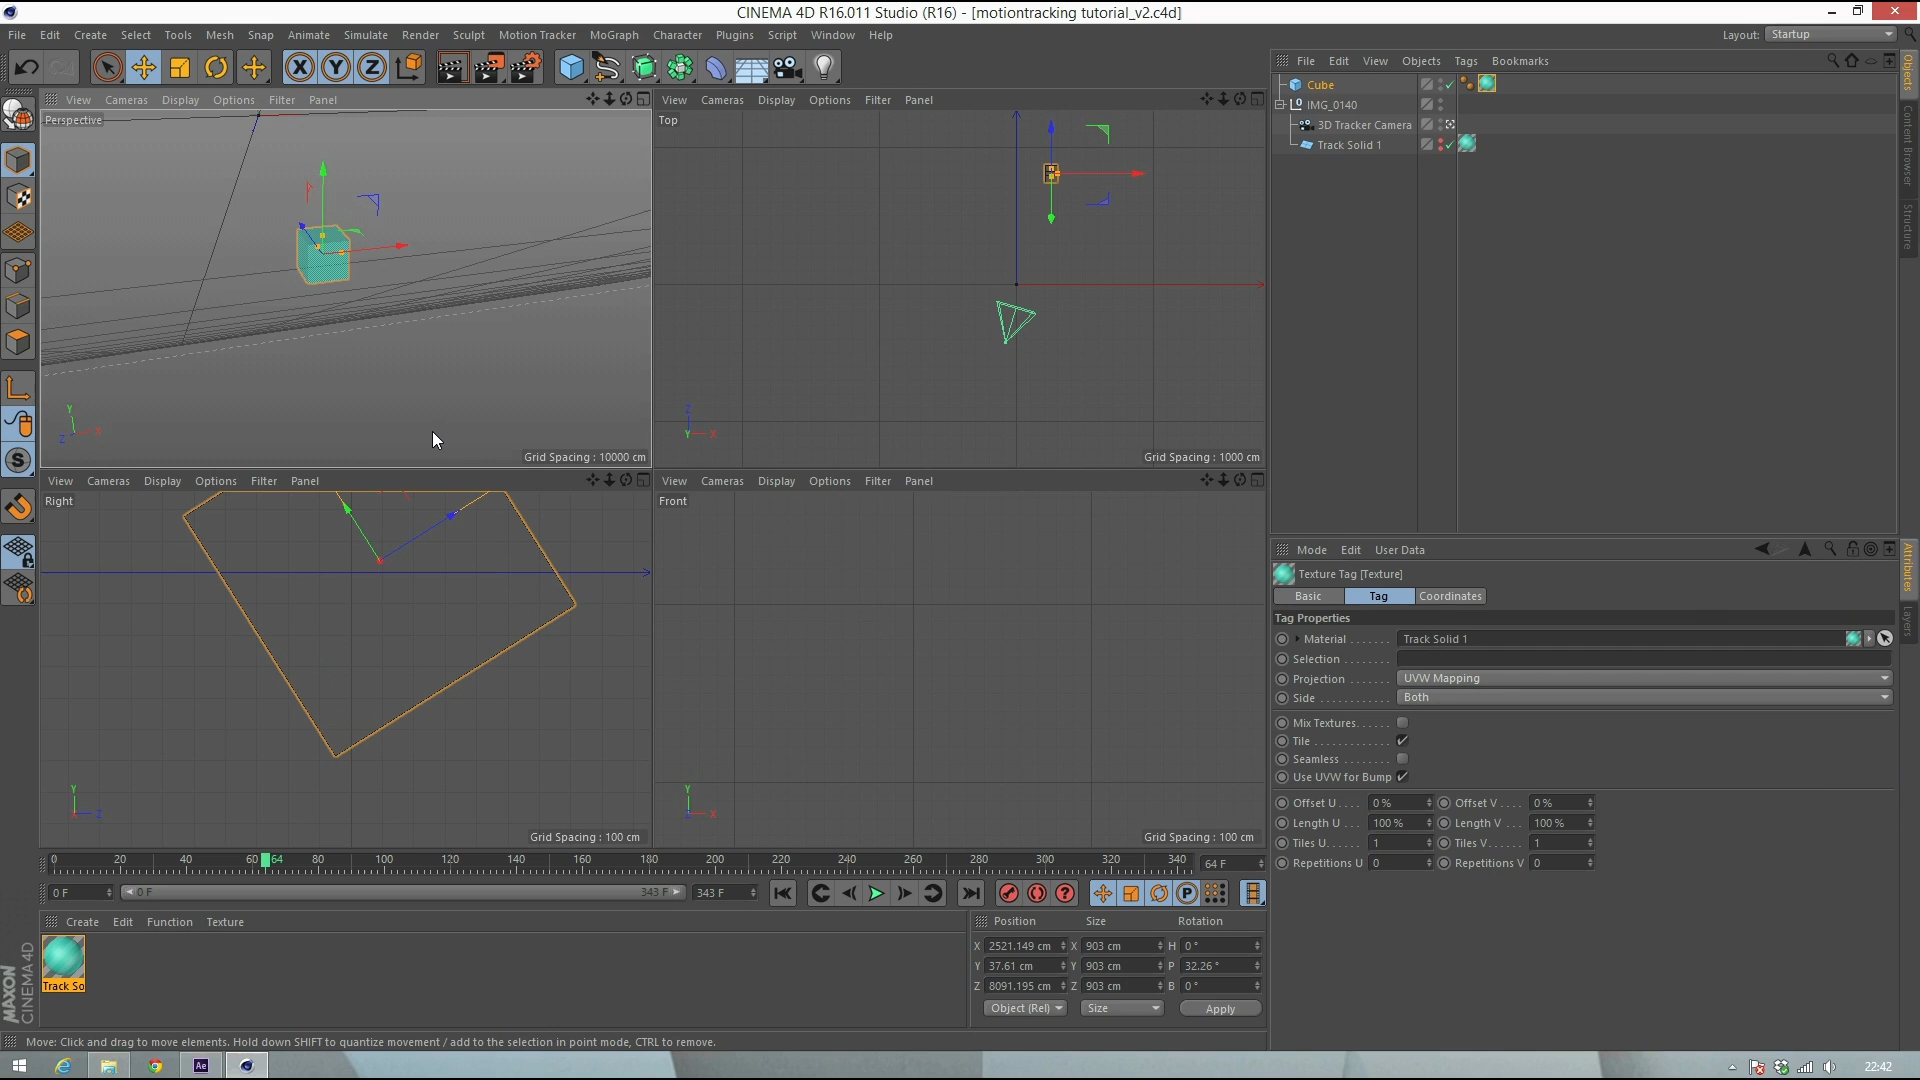 CINEMA 4D R16.011 Studio (R16) - [motiontracking tutorial_v2.c4d]
File Edit Create Select Tools Mesh Snap Animate Simulate Render Sculpt Motion Tracker MoGraph Character Plugins Script Window Help Layout: Startup
File Edit View Objects Tags Bookmarks
Cube
IMG_0140
3D Tracker Camera
Track Solid 1
Objects
Content Browser
Structure
View Cameras Display Options Filter Panel
Perspective
Y
Z X
Grid Spacing : 10000 cm
View Cameras Display Options Filter Panel
Top
Z
Y X
Grid Spacing : 1000 cm
View Cameras Display Options Filter Panel
Right
Y
X Z
Grid Spacing : 100 cm
View Cameras Display Options Filter Panel
Front
Y
Z X
Grid Spacing : 100 cm
Mode Edit User Data
Texture Tag [Texture]
Basic Tag Coordinates
Tag Properties
Material ....... Track Solid 1
Selection ........
Projection ....... UVW Mapping
Side ............ Both
Mix Textures......
Tile .............
Seamless .......
Use UVW for Bump
Offset U .... 0 % Offset V .... 0 %
Length U ... 100 % Length V ... 100 %
Tiles U...... 1 Tiles V...... 1
Repetitions U 0 Repetitions V 0
Attributes
Layers
0 20 40 60 64 80 100 120 140 160 180 200 220 240 260 280 300 320 340 64 F
0 F 0 F 343 F 343 F
Create Edit Function Texture
Track So
MAXON
CINEMA 4D
Position Size Rotation
X 2521.149 cm X 903 cm H 0 °
Y 37.61 cm Y 903 cm P 32.26 °
Z 8091.195 cm Z 903 cm B 0 °
Object (Rel) Size Apply
Move: Click and drag to move elements. Hold down SHIFT to quantize movement / add to the selection in point mode, CTRL to remove.
Ae
22:42